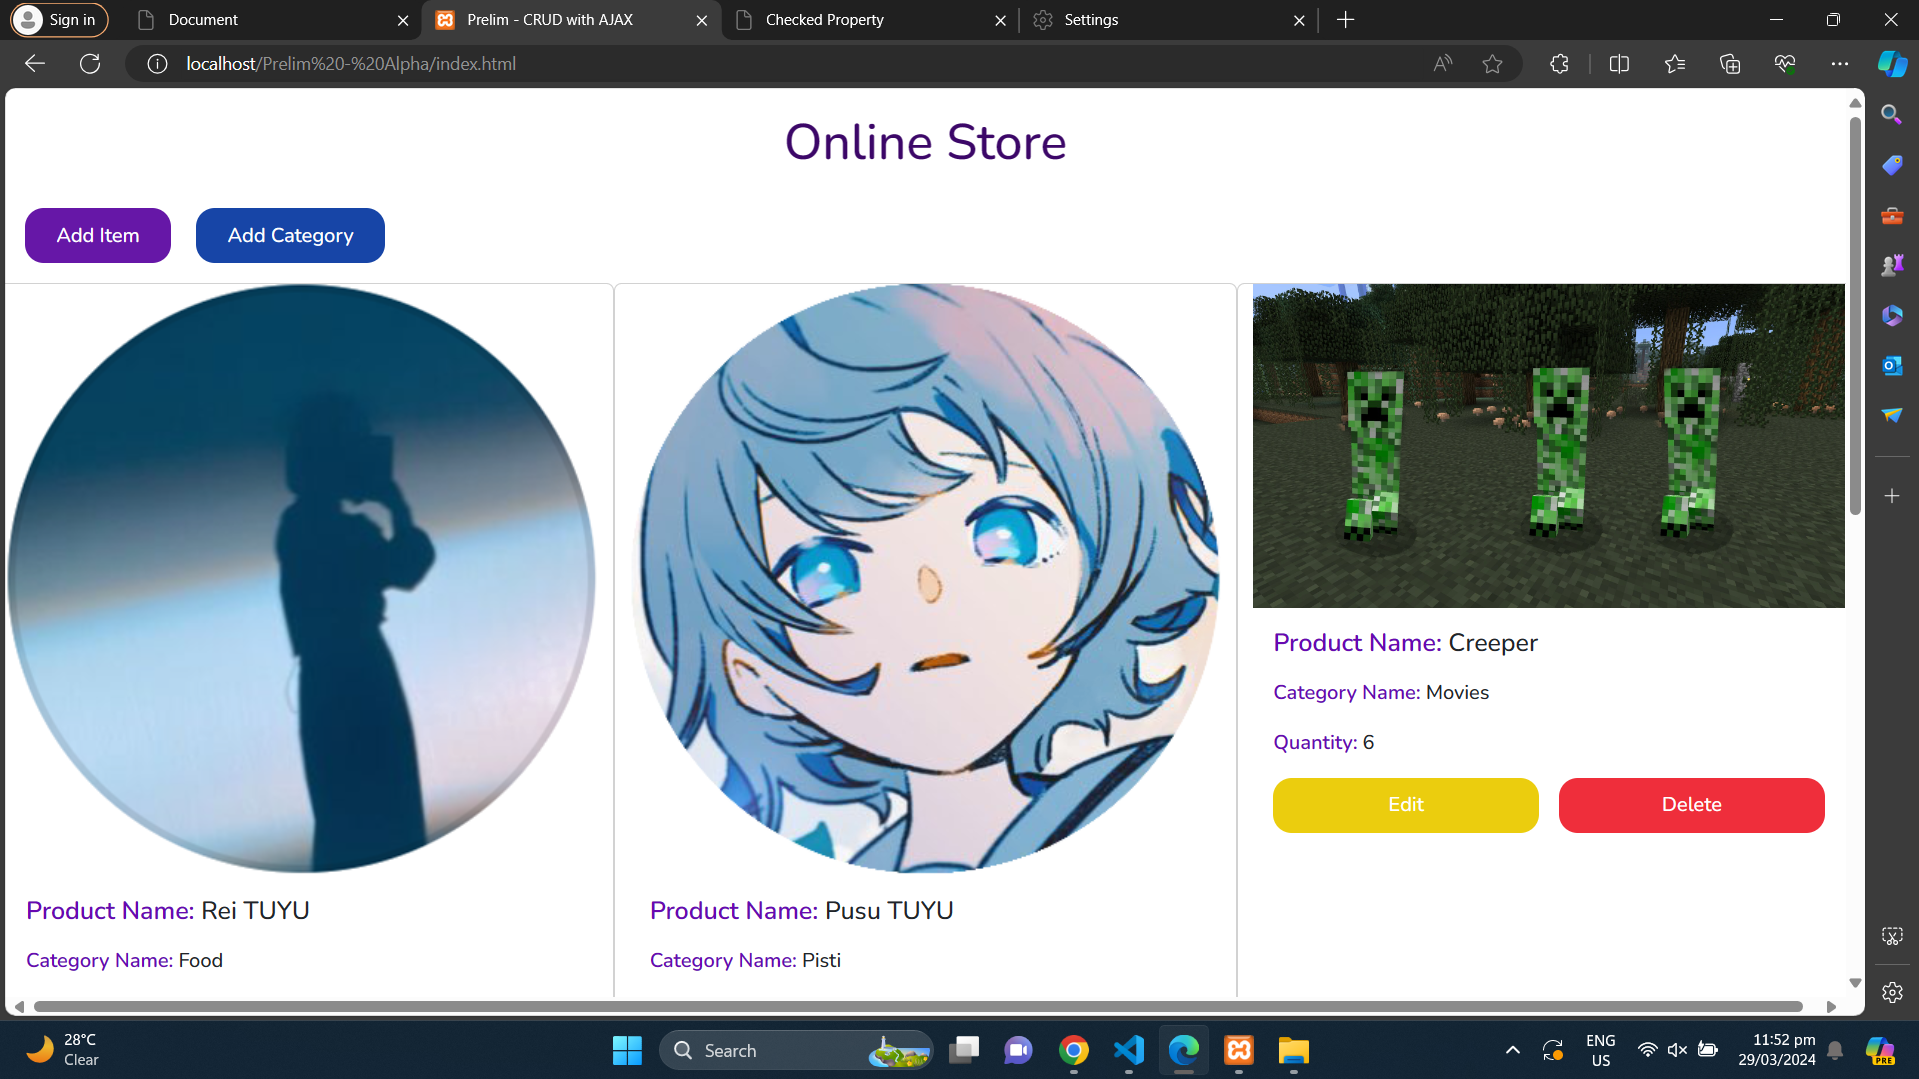 Sign in
Document
Prelim - CRUD with AJAX
Checked Property
Settings
localhost/Prelim%20-%20Alpha/index.html
Online Store
Add Item
Add Category
Product Name: Rei TUYU
Category Name: Food
Product Name: Pusu TUYU
Category Name: Pisti
Product Name: Creeper
Category Name: Movies
Quantity: 6
Edit
Delete
28°C
Clear
Search
ENG
US
11:52 pm
29/03/2024
PRE